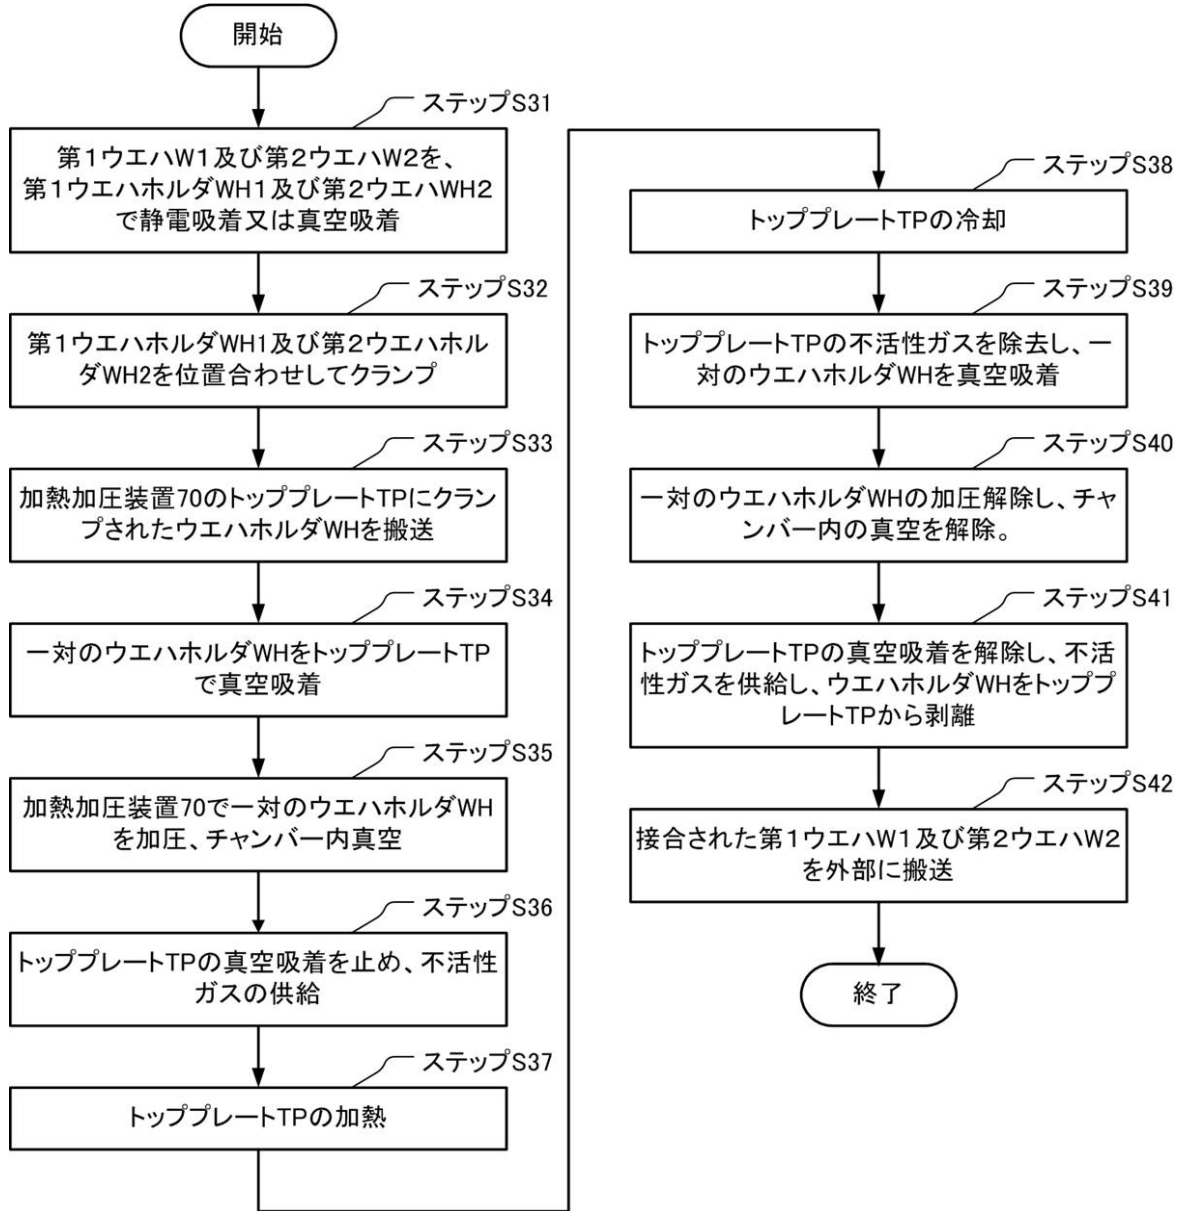 開始
ステップS31
第1ウエハW1及び第2ウエハW2を、
第1ウエハホルダWH1及び第2ウエハWH2
で静電吸着又は真空吸着
ステップS32
第1ウエハホルダWH1及び第2ウエハホル
ダWH2を位置合わせしてクランプ
ステップS33
加熱加圧装置70のトッププレートTPにクラン
プされたウエハホルダWHを搬送
ステップS34
一対のウエハホルダWHをトッププレートTP
で真空吸着
ステップS35
加熱加圧装置70で一対のウエハホルダWH
を加圧、チャンバー内真空
ステップS36
トッププレートTPの真空吸着を止め、不活性
ガスの供給
ステップS37
トッププレートTPの加熱
ステップS38
トッププレートTPの冷却
ステップS39
トッププレートTPの不活性ガスを除去し、一
対のウエハホルダWHを真空吸着
ステップS40
一対のウエハホルダWHの加圧解除し、チャ
ンバー内の真空を解除。
ステップS41
トッププレートTPの真空吸着を解除し、不活
性ガスを供給し、ウエハホルダWHをトッププ
レートTPから剥離
ステップS42
接合された第1ウエハW1及び第2ウエハW2
を外部に搬送
終了